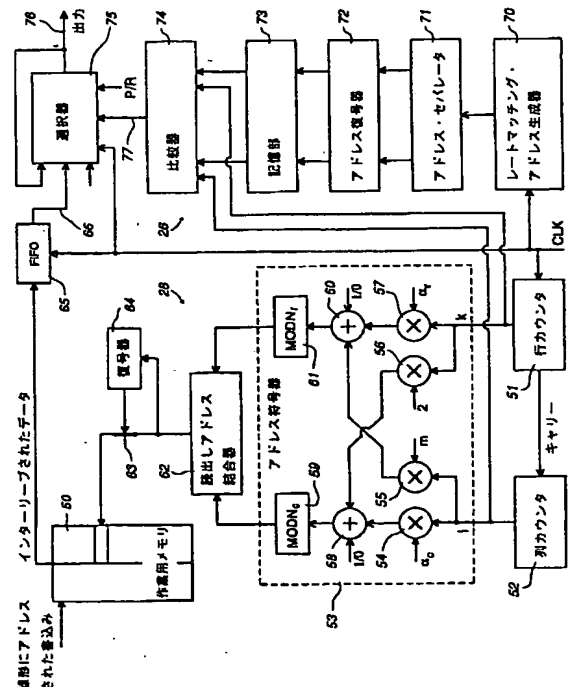 線形にアドレス
された書込み
インターリーブされたデータ
50
作業用メモリ
63
64
復号器
62
読出しアドレス
結合器
28
FIFO
65
66
26
選択器
75
76
出力
P/R
77
比較器
74
記憶部
73
アドレス復号器
72
アドレス・セパレータ
71
レートマッチング・
アドレス生成器
70
53
アドレス符号器
MODNc
59
MODNr
61
58
+
I/0
60
+
I/0
54
×
αc
55
×
m
56
×
2
57
×
αr
l
k
列カウンタ
52
キャリー
行カウンタ
51
CLK